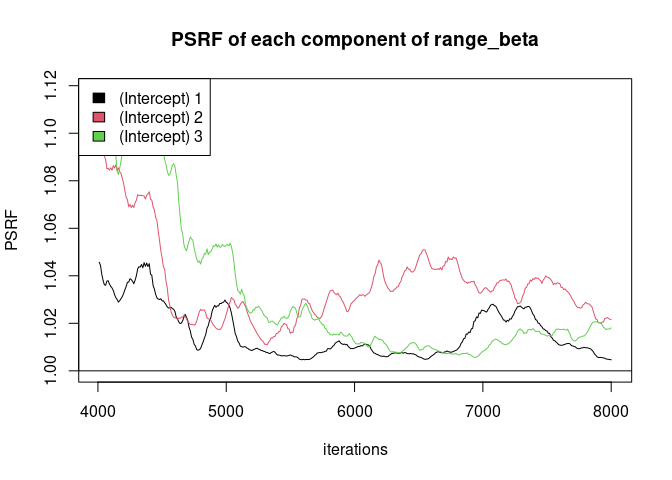 PSRF of each component of range_beta
(Intercept) 1
(Intercept) 2
(Intercept) 3
PSRF
1.12
1.10
1.08
1.06
1.04
1.02
1.00
4000 5000 6000 7000 8000
iterations